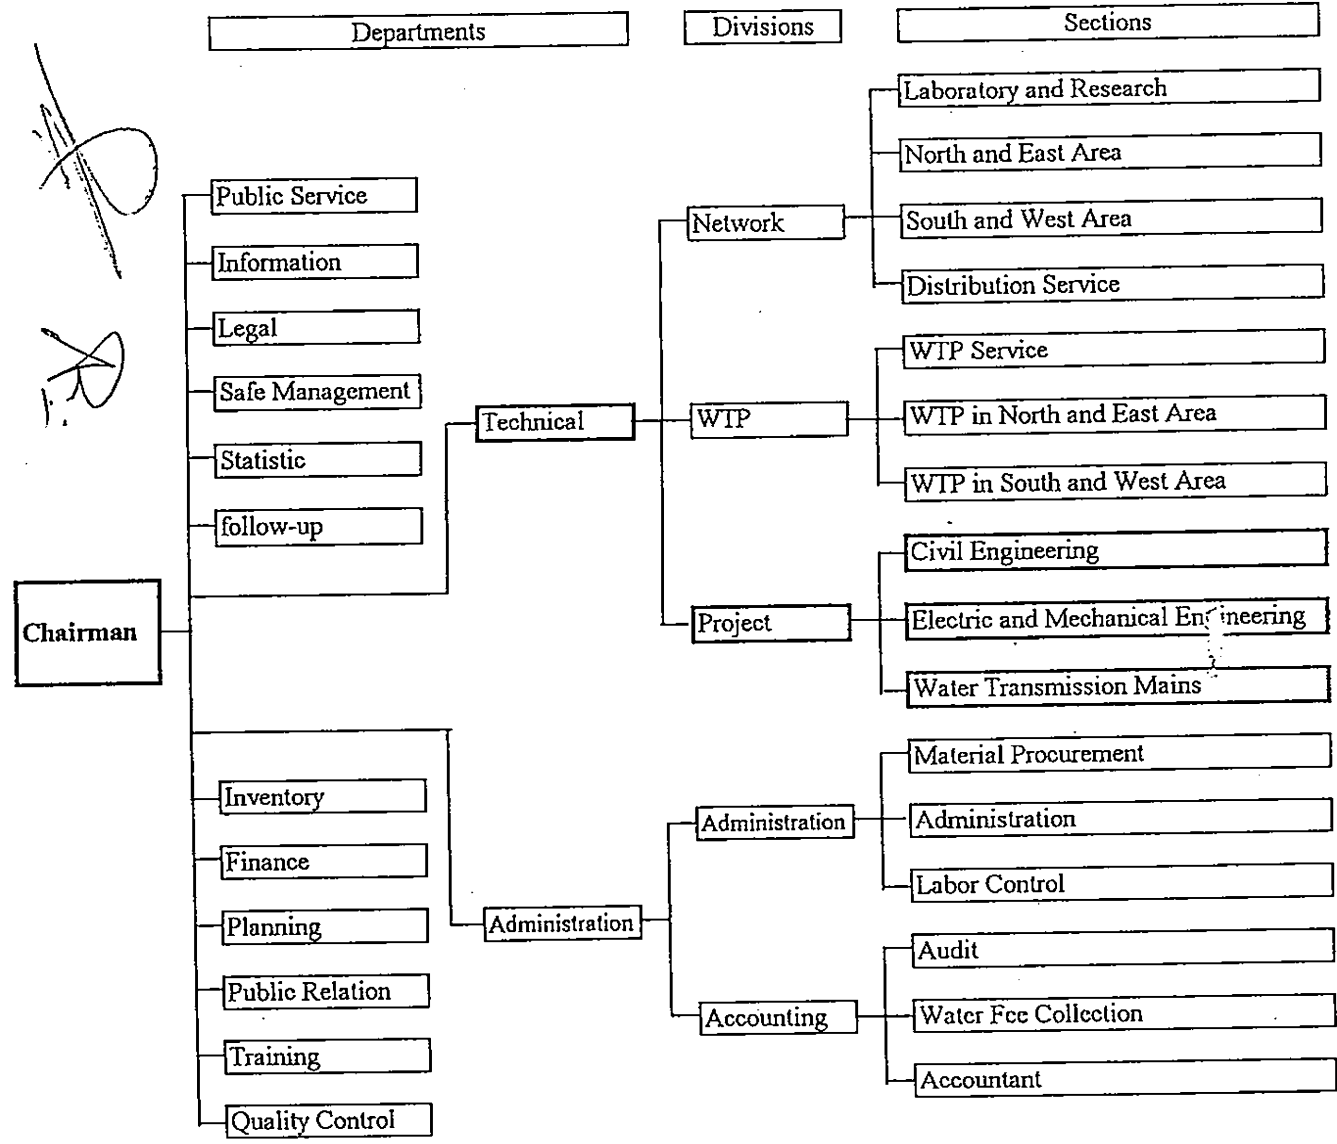 Departments
Divisions
Sections
Public Service
Information
Legal
Safe Management
Statistic
follow-up
Chairman
Inventory
Finance
Planning
Public Relation
Training
Quality Control
Technical
Administration
Network
WTP
Project
Administration
Accounting
Laboratory and Research
North and East Area
South and West Area
Distribution Service
WTP Service
WTP in North and East Area
WTP in South and West Area
Civil Engineering
Electric and Mechanical Engineering
Water Transmission Mains
Material Procurement
Administration
Labor Control
Audit
Water Fee Collection
Accountant